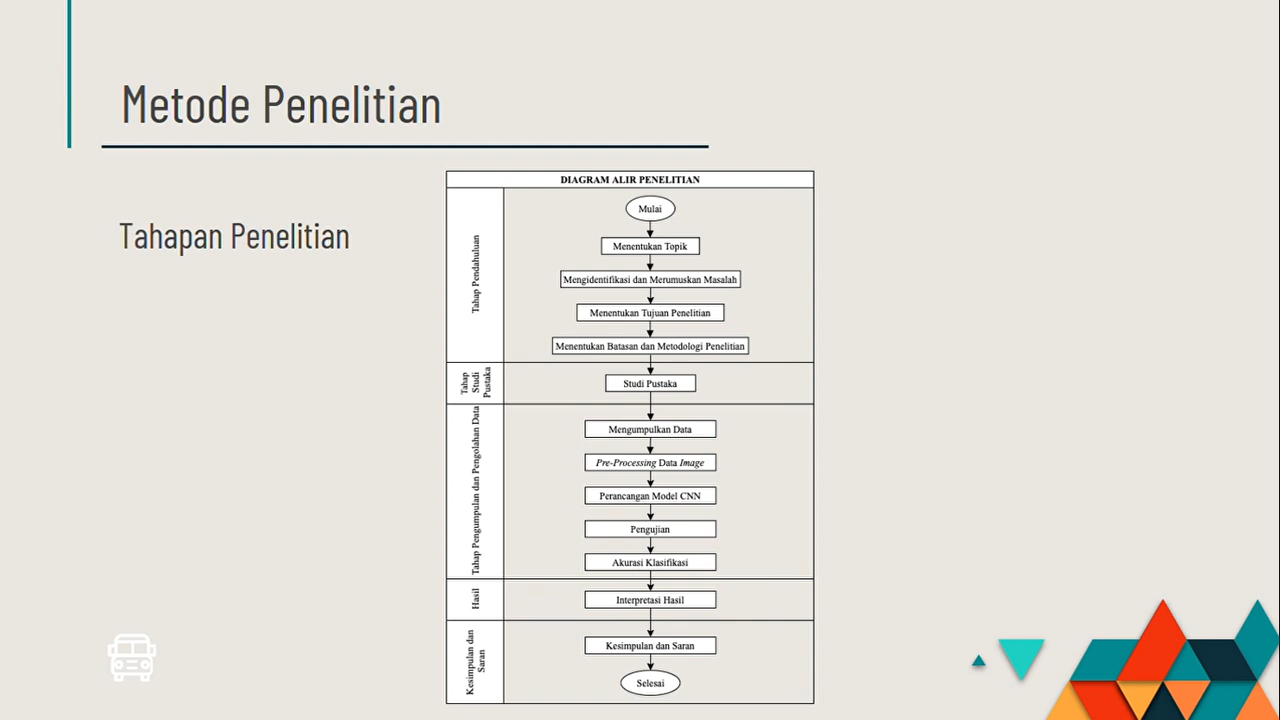 Metode Penelitian
Tahapan Penelitian
DIAGRAM ALIR PENELITIAN
Tahap Pendahuluan
Mulai
Menentukan Topik
Mengidentifikasi dan Merumuskan Masalah
Menentukan Tujuan Penelitian
Menentukan Batasan dan Metodologi Penelitian
Tahap
Studi
Pustaka
Studi Pustaka
Tahap Pengumpulan dan Pengolahan Data
Mengumpulkan Data
Pre-Processing Data Image
Perancangan Model CNN
Pengujian
Akurasi Klasifikasi
Hasil
Interpretasi Hasil
Kesimpulan dan
Saran
Kesimpulan dan Saran
Selesai